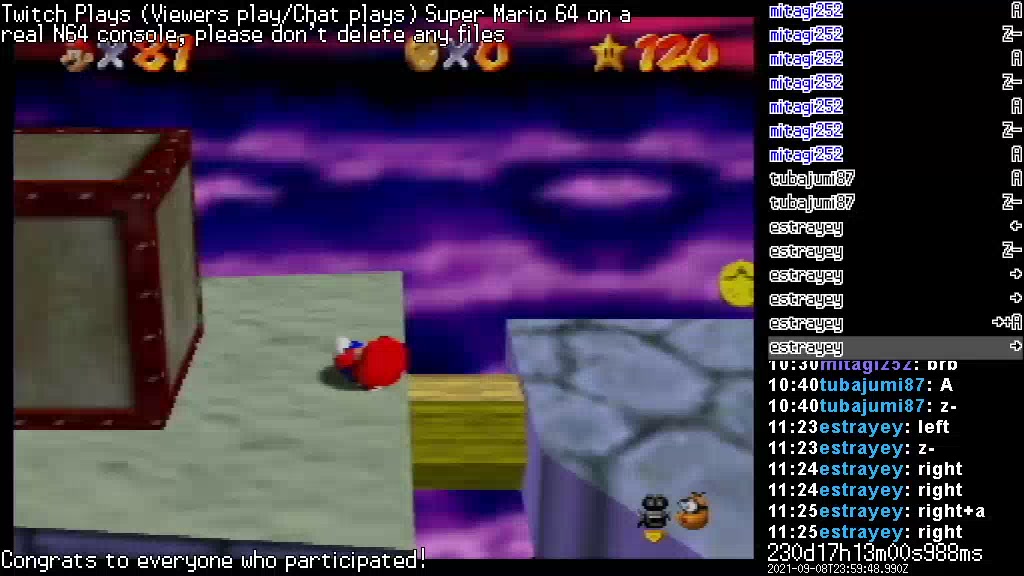 Twitch Plays (Viewers play/Chat plays) Super Mario 64 on a
real N64 console, please don't delete any files
×81 ×0 120
Congrats to everyone who participated!
mitagi252 A
mitagi252 Z-
mitagi252 A
mitagi252 Z-
mitagi252 A
mitagi252 Z-
mitagi252 A
tubajumi87 A
tubajumi87 Z-
estrayey ←
estrayey Z-
estrayey →
estrayey →
estrayey →+A
estrayey →
10:30mitagi252: brb
10:40tubajumi87: A
10:40tubajumi87: z-
11:23estrayey: left
11:23estrayey: z-
11:24estrayey: right
11:24estrayey: right
11:25estrayey: right+a
11:25estrayey: right
230d17h13m00s988ms
2021-09-08T23:59:48.990Z